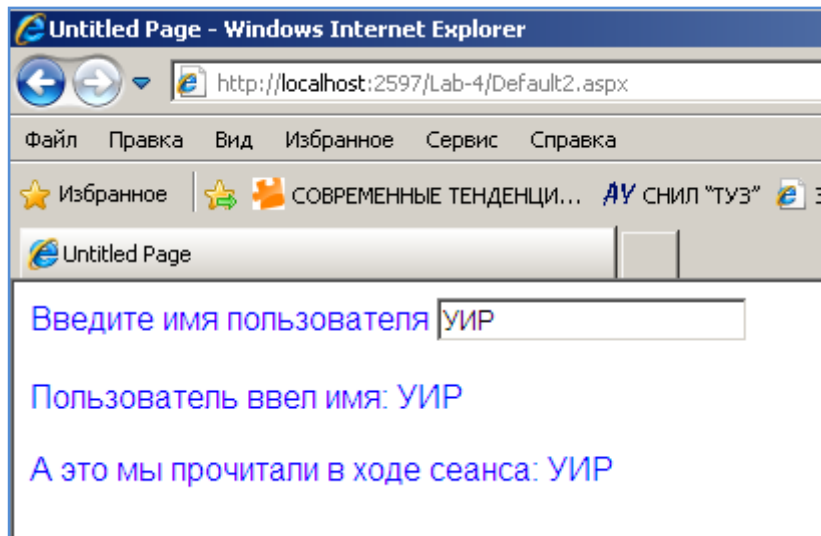 Untitled Page - Windows Internet Explorer
http://localhost:2597/Lab-4/Default2.aspx
Файл Правка Вид Избранное Сервис Справка
Избранное СОВРЕМЕННЫЕ ТЕНДЕНЦИ... АУ СНИЛ "ТУЗ"
Untitled Page
Введите имя пользователя УИР
Пользователь ввел имя: УИР
А это мы прочитали в ходе сеанса: УИР